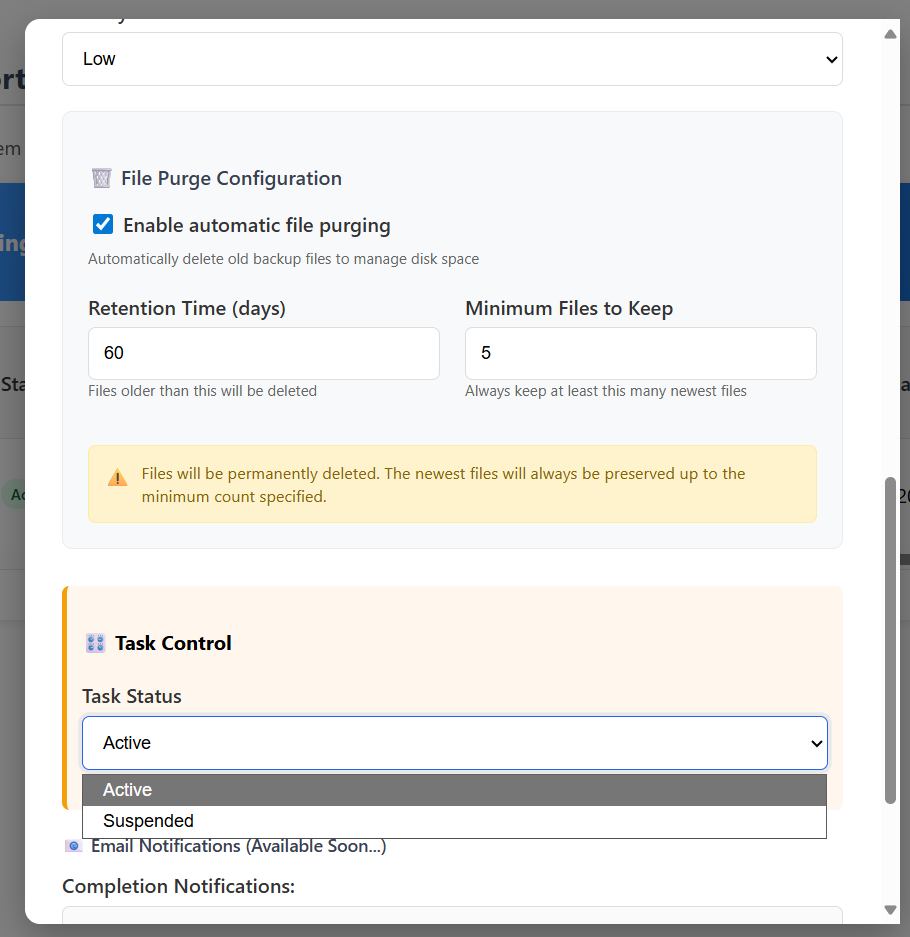 Low
File Purge Configuration
Enable automatic file purging
Automatically delete old backup files to manage disk space
Retention Time (days)
Minimum Files to Keep
60
5
Files older than this will be deleted
Always keep at least this many newest files
Files will be permanently deleted. The newest files will always be preserved up to the
minimum count specified.
Task Control
Task Status
Active
Active
Suspended
Email Notifications (Available Soon...)
Completion Notifications: